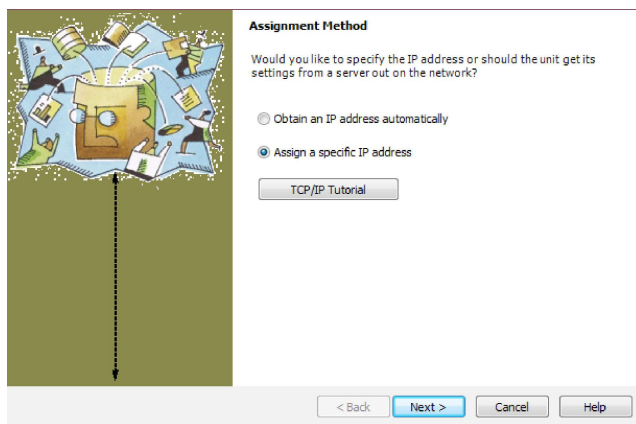 Assignment Method
Would you like to specify the IP address or should the unit get its
settings from a server out on the network?
Obtain an IP address automatically
Assign a specific IP address
TCP/IP Tutorial
< Back
Next >
Cancel
Help